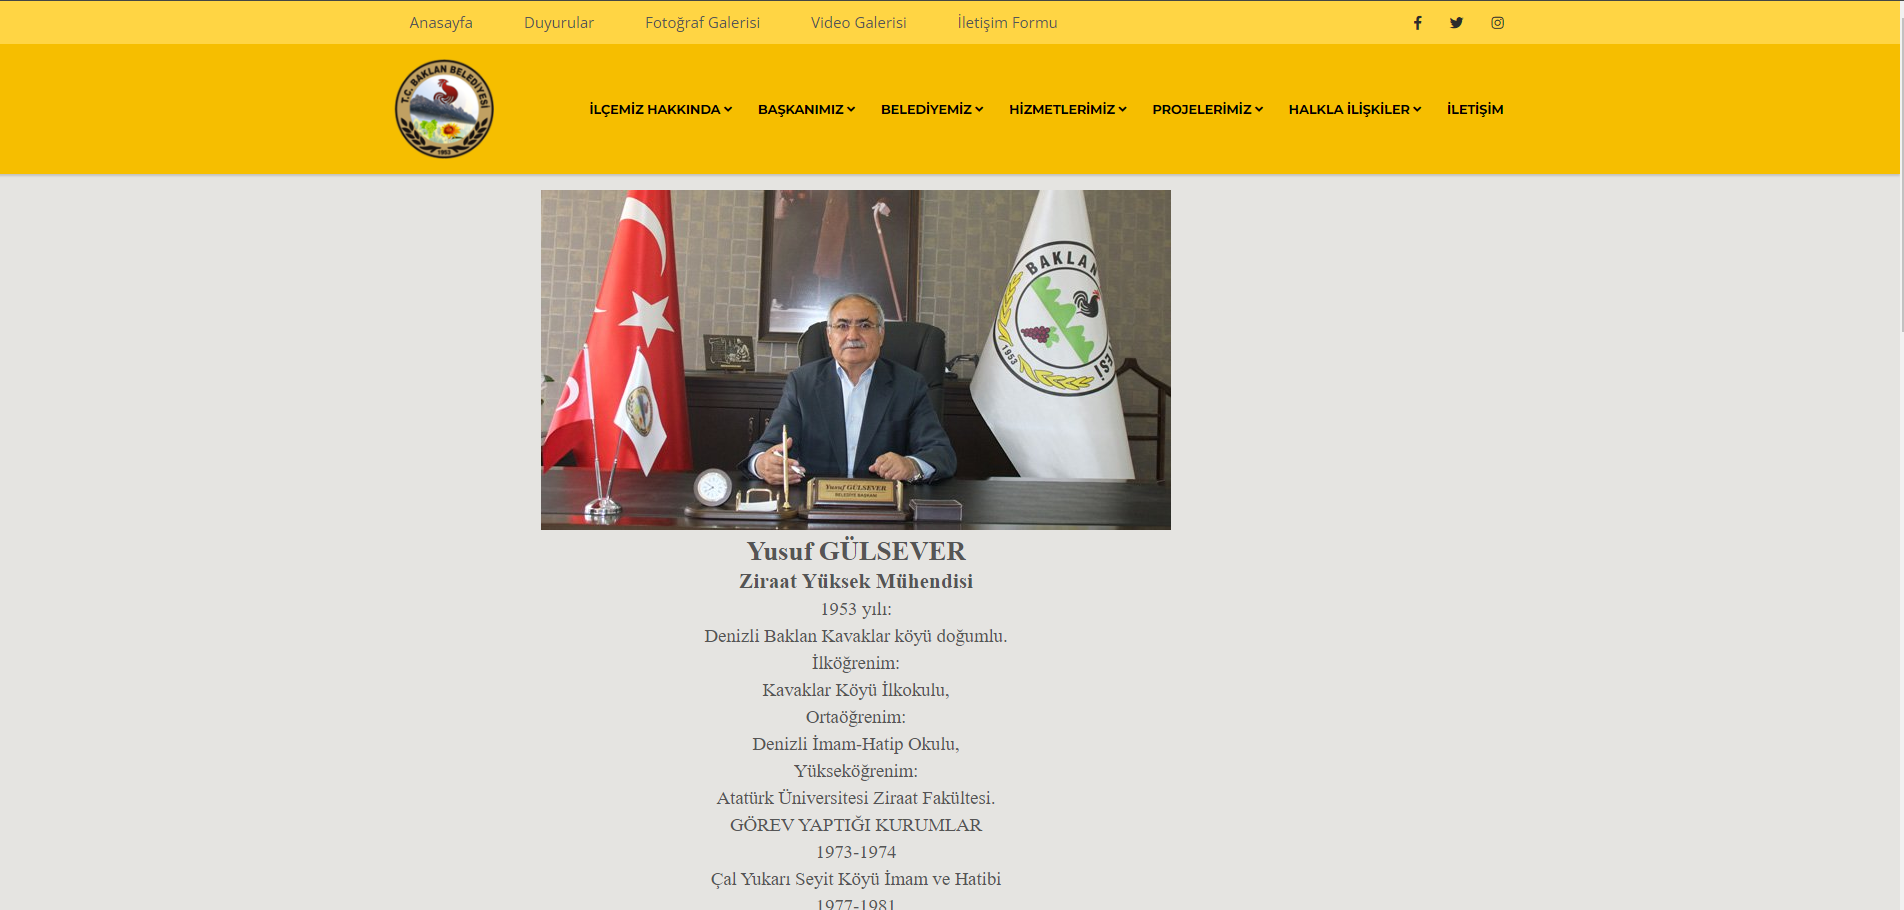 Anasayfa Duyurular Fotoğraf Galerisi Video Galerisi İletişim Formu
T.C. BAKLAN BELEDİYESİ
1953
İLÇEMİZ HAKKINDA BAŞKANIMIZ BELEDİYEMİZ HİZMETLERİMİZ PROJELERİMİZ HALKLA İLİŞKİLER İLETİŞİM
BAKLAN
1953
Yusuf GÜLSEVER
BELEDİYE BAŞKANI
Yusuf GÜLSEVER
Ziraat Yüksek Mühendisi
1953 yılı:
Denizli Baklan Kavaklar köyü doğumlu.
İlköğrenim:
Kavaklar Köyü İlkokulu,
Ortaöğrenim:
Denizli İmam-Hatip Okulu,
Yükseköğrenim:
Atatürk Üniversitesi Ziraat Fakültesi.
GÖREV YAPTIĞI KURUMLAR
1973-1974
Çal Yukarı Seyit Köyü İmam ve Hatibi
1977-1981